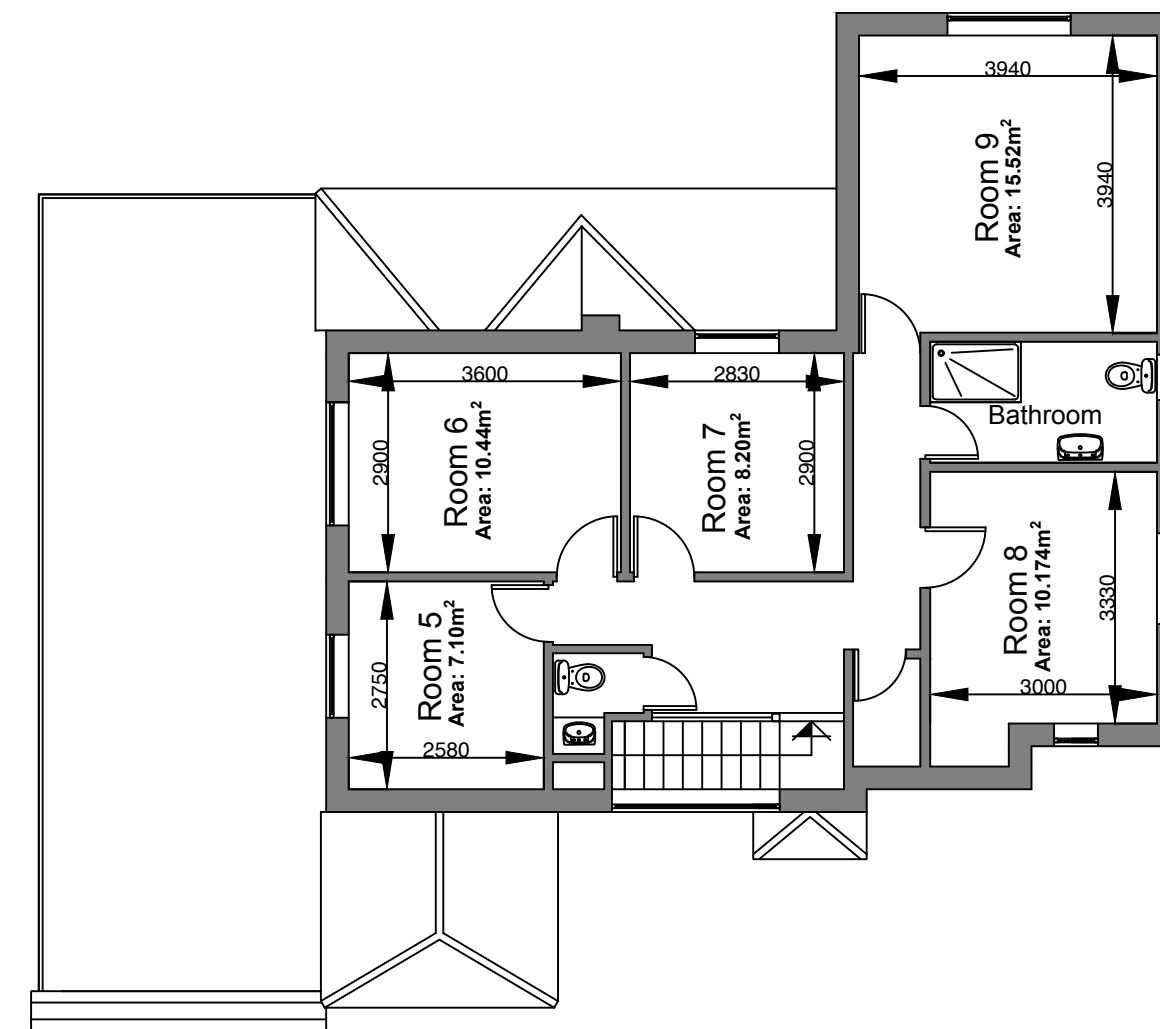 3940
3940
Room 9
Area: 15.52m²
3600
2900
Room 6
Area: 10.44m²
2830
2900
Room 7
Area: 8.20m²
Bathroom
Room 8
Area: 10.174m²
3330
3000
Room 5
Area: 7.10m²
2750
2580